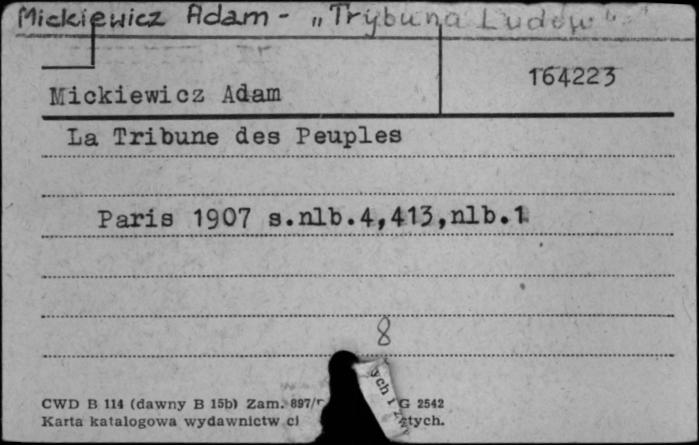 Mickiewicz Adam - „Trybuna Ludów"
164223
Mickiewicz Adam
La Tribune des Peuples
Paris 1907 s.nlb.4,413,nlb.1
8
CWD B 114 (dawny B 15b) Zam. 897/ G 2542
Karta katalogowa wydawnictw
ych i